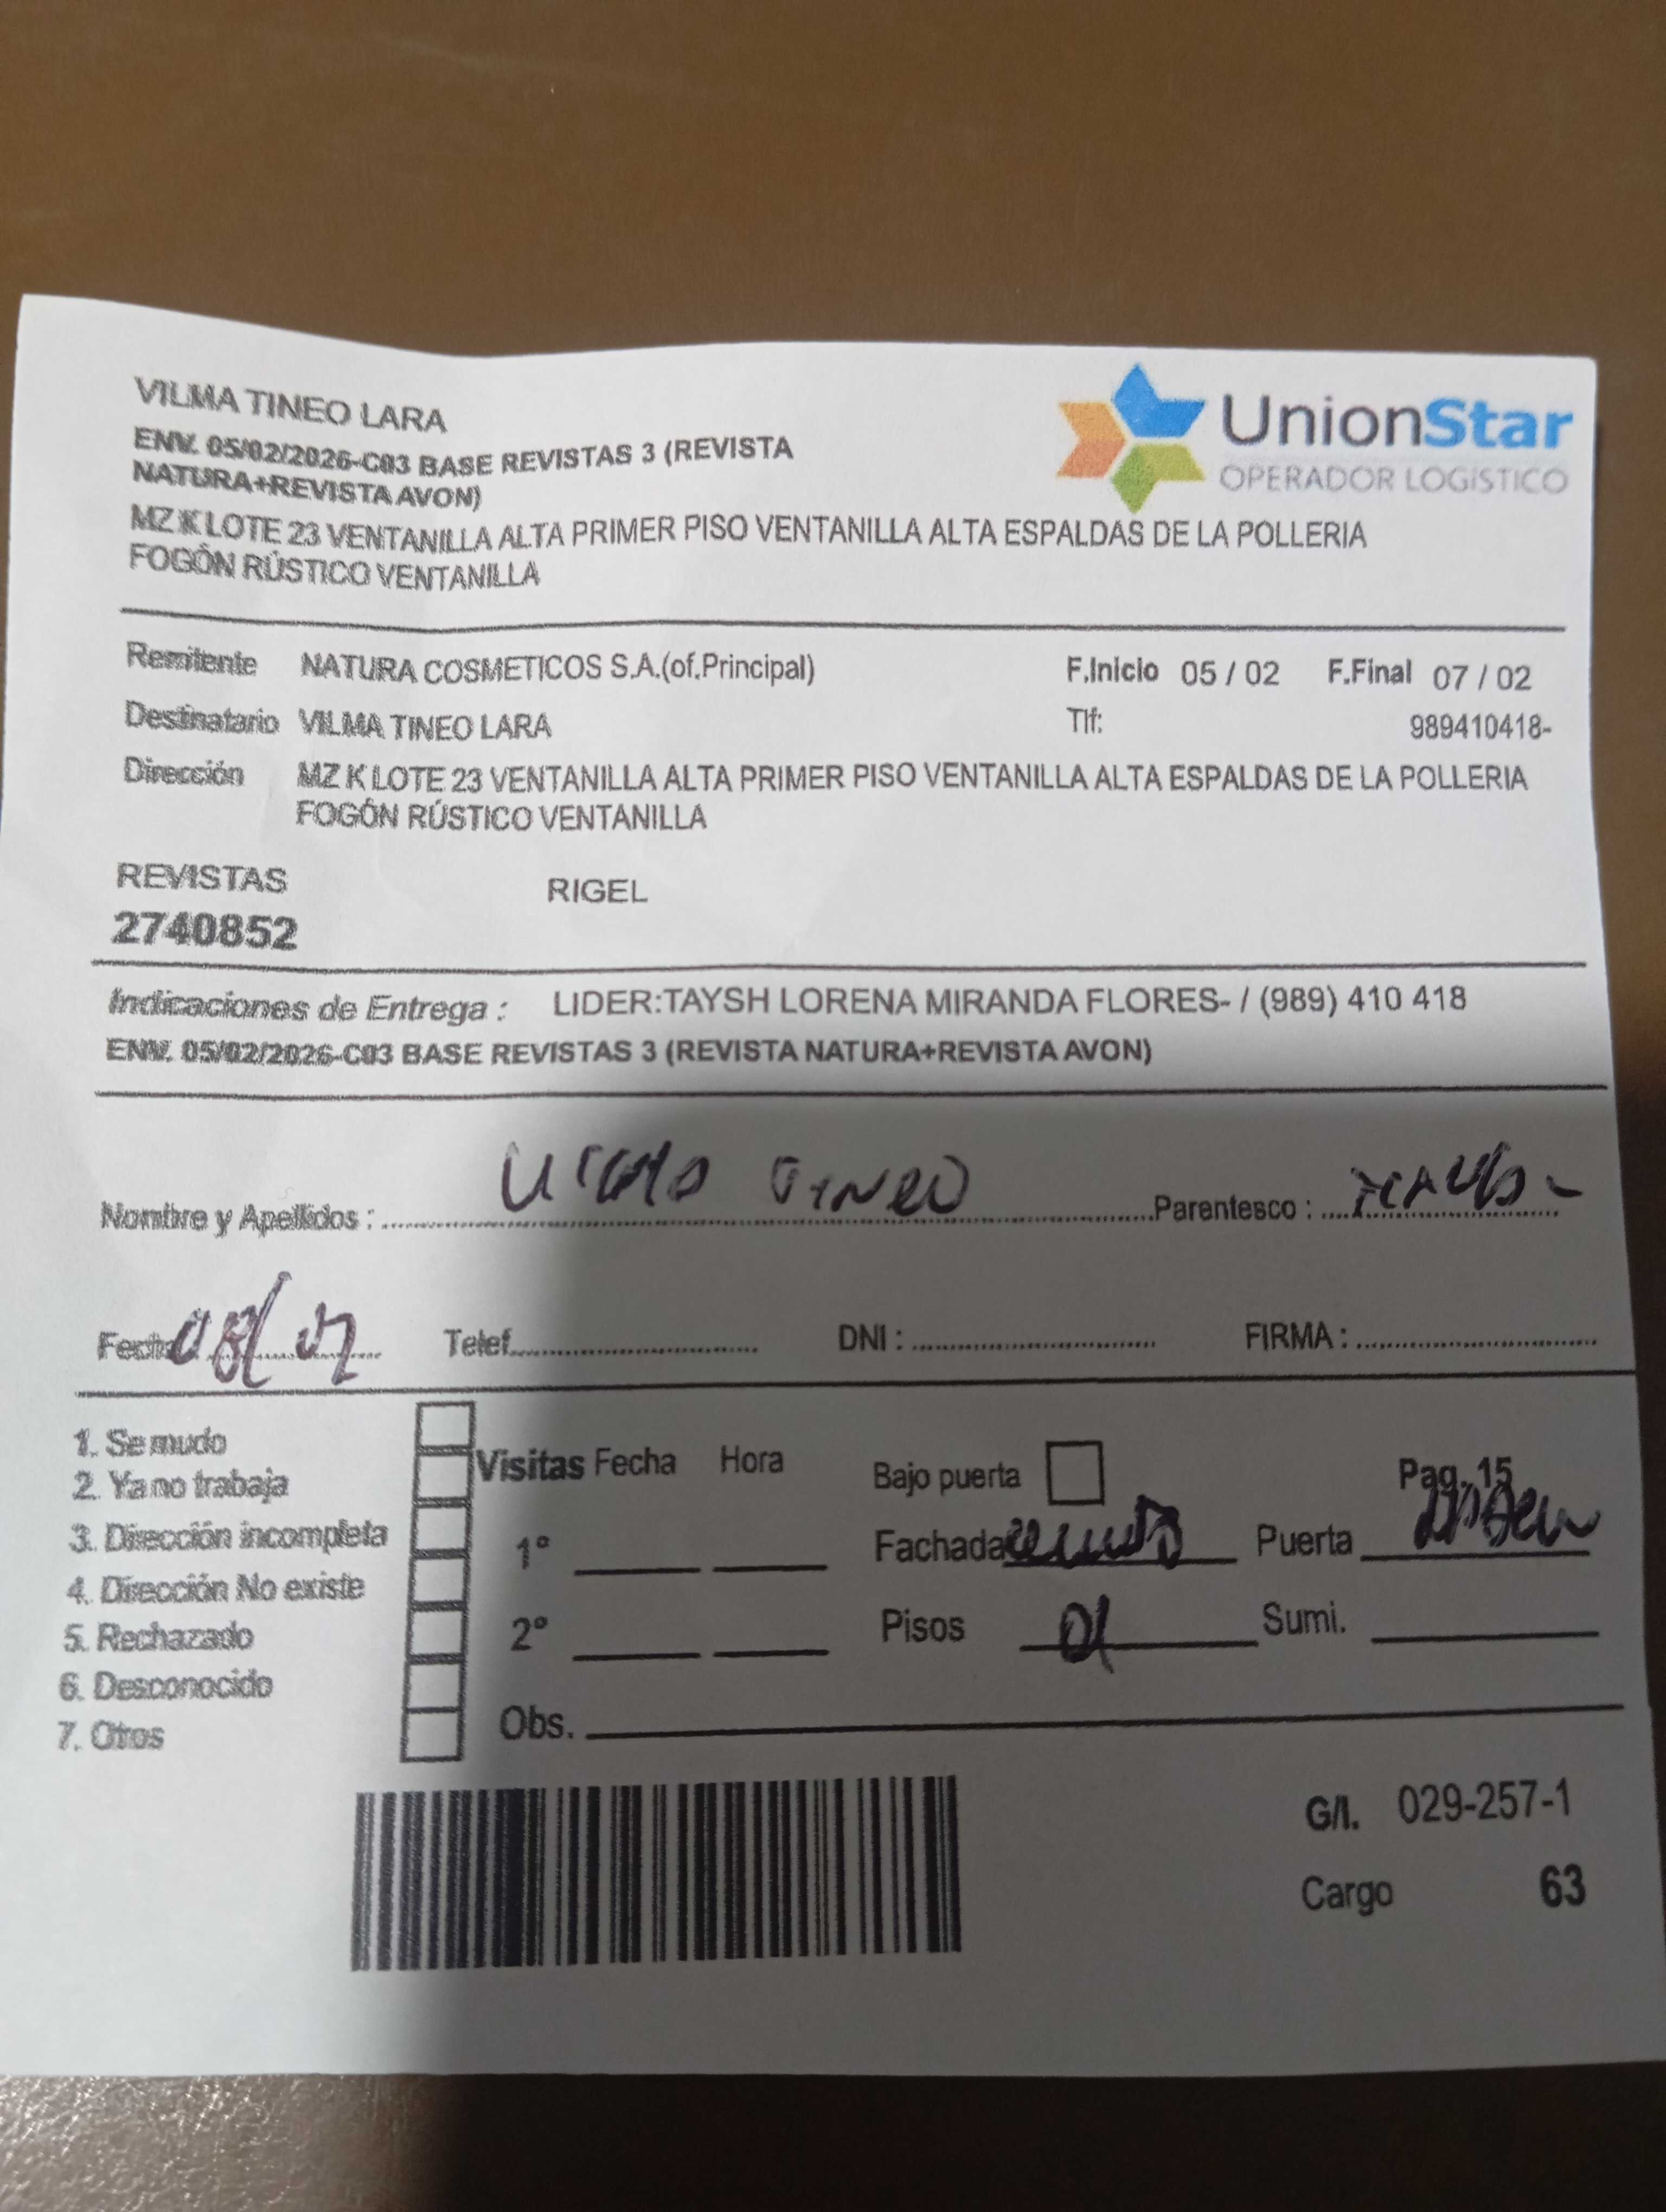 VILMA TINEO LARA
ENV. 05/02/2026-C03 BASE REVISTAS 3 (REVISTA
NATURA+REVISTA AVON)
MZ K LOTE 23 VENTANILLA ALTA PRIMER PISO VENTANILLA ALTA ESPALDAS DE LA POLLERIA
FOGÓN RÚSTICO VENTANILLA
UnionStar
OPERADOR LOGÍSTICO
Remitente NATURA COSMETICOS S.A.(of.Principal) F.Inicio 05 / 02 F.Final 07 / 02
Destinatario VILMA TINEO LARA Tlf: 989410418-
Dirección MZ K LOTE 23 VENTANILLA ALTA PRIMER PISO VENTANILLA ALTA ESPALDAS DE LA POLLERIA
FOGÓN RÚSTICO VENTANILLA
REVISTAS RIGEL
2740852
Indicaciones de Entrega : LIDER:TAYSH LORENA MIRANDA FLORES- / (989) 410 418
ENV. 05/02/2026-C03 BASE REVISTAS 3 (REVISTA NATURA+REVISTA AVON)
Nombre y Apellidos : TINEO Parentesco :
Fecha Telef. DNI : FIRMA :
1. Se mudo
2. Ya no trabaja
3. Dirección incompleta
4. Dirección No existe
5. Rechazado
6. Desconocido
7. Otros
Visitas Fecha Hora
1°
2°
Obs.
Bajo puerta Pag. 15
Fachada Puerta
Pisos 01 Sumi.
G/I. 029-257-1
Cargo 63